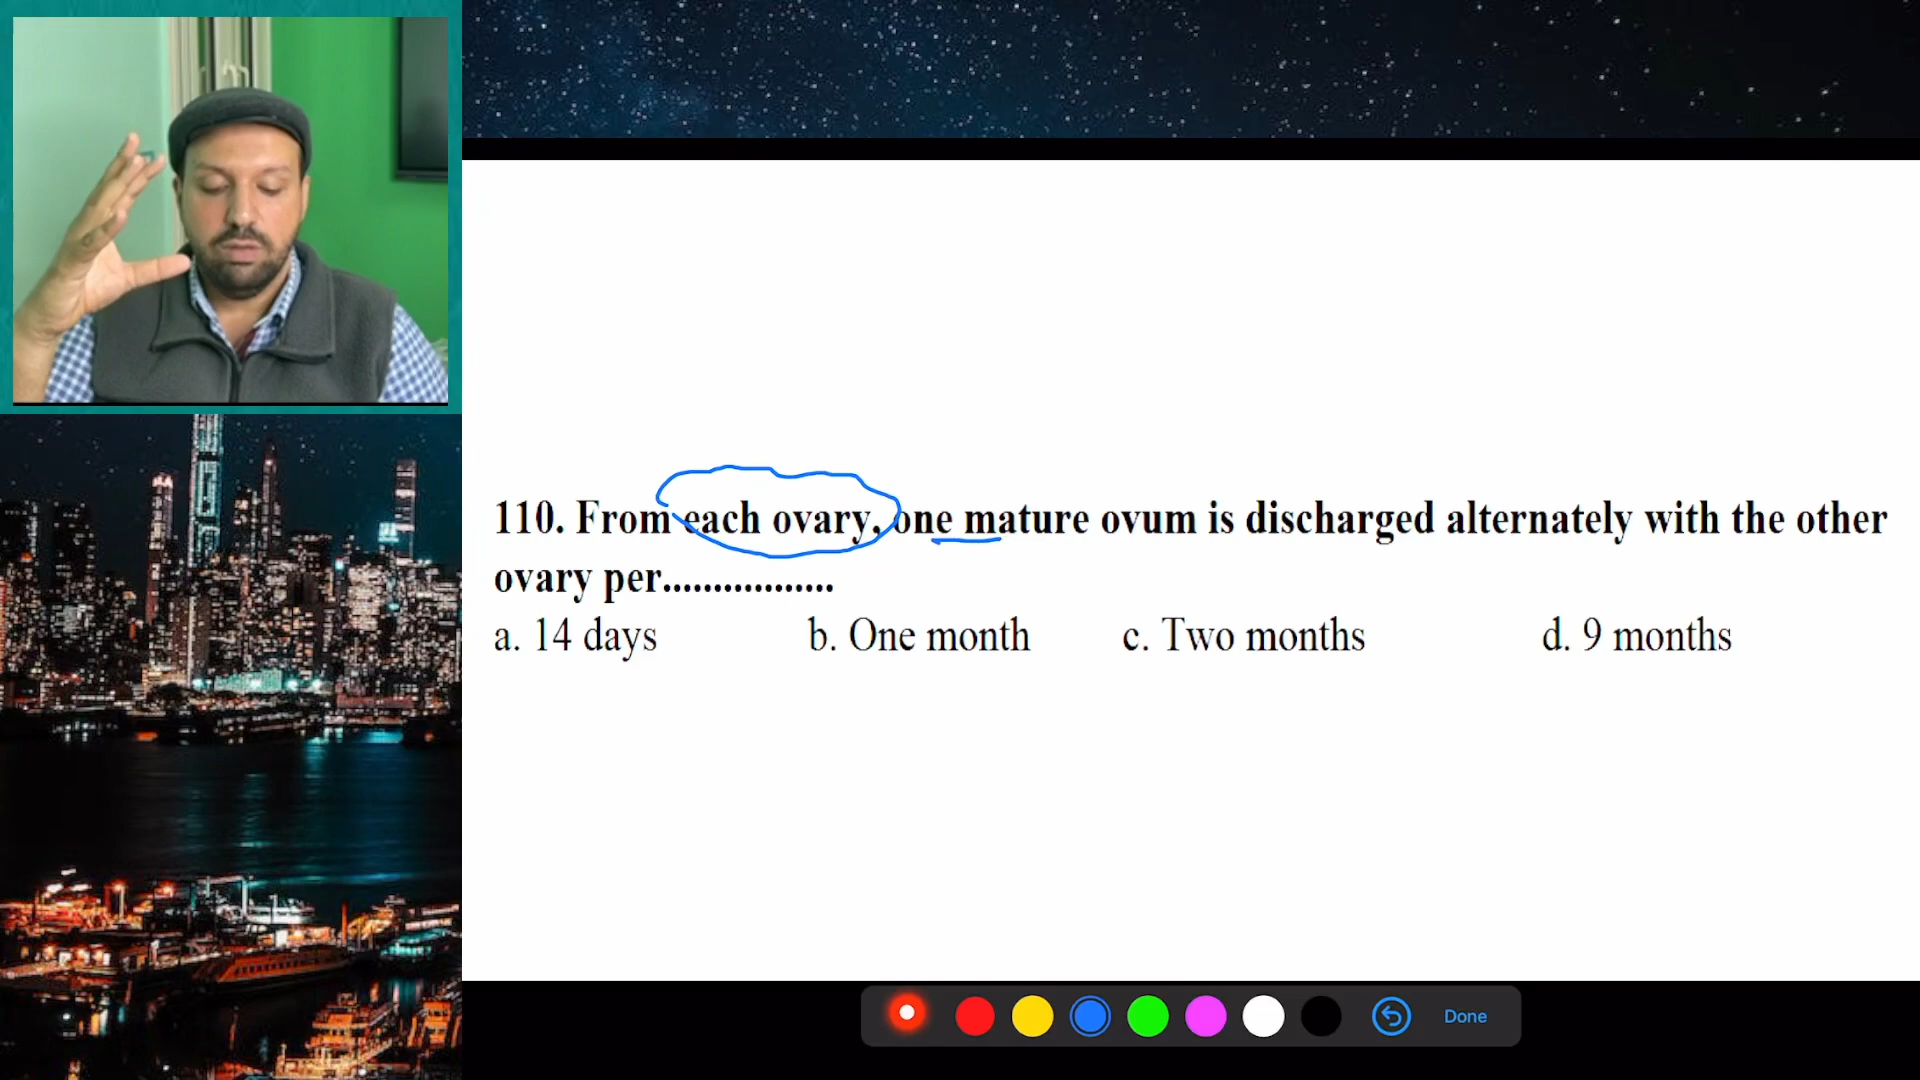 110. From each ovary, one mature ovum is discharged alternately with the other
ovary per.................
a. 14 days b. One month c. Two months d. 9 months
Done